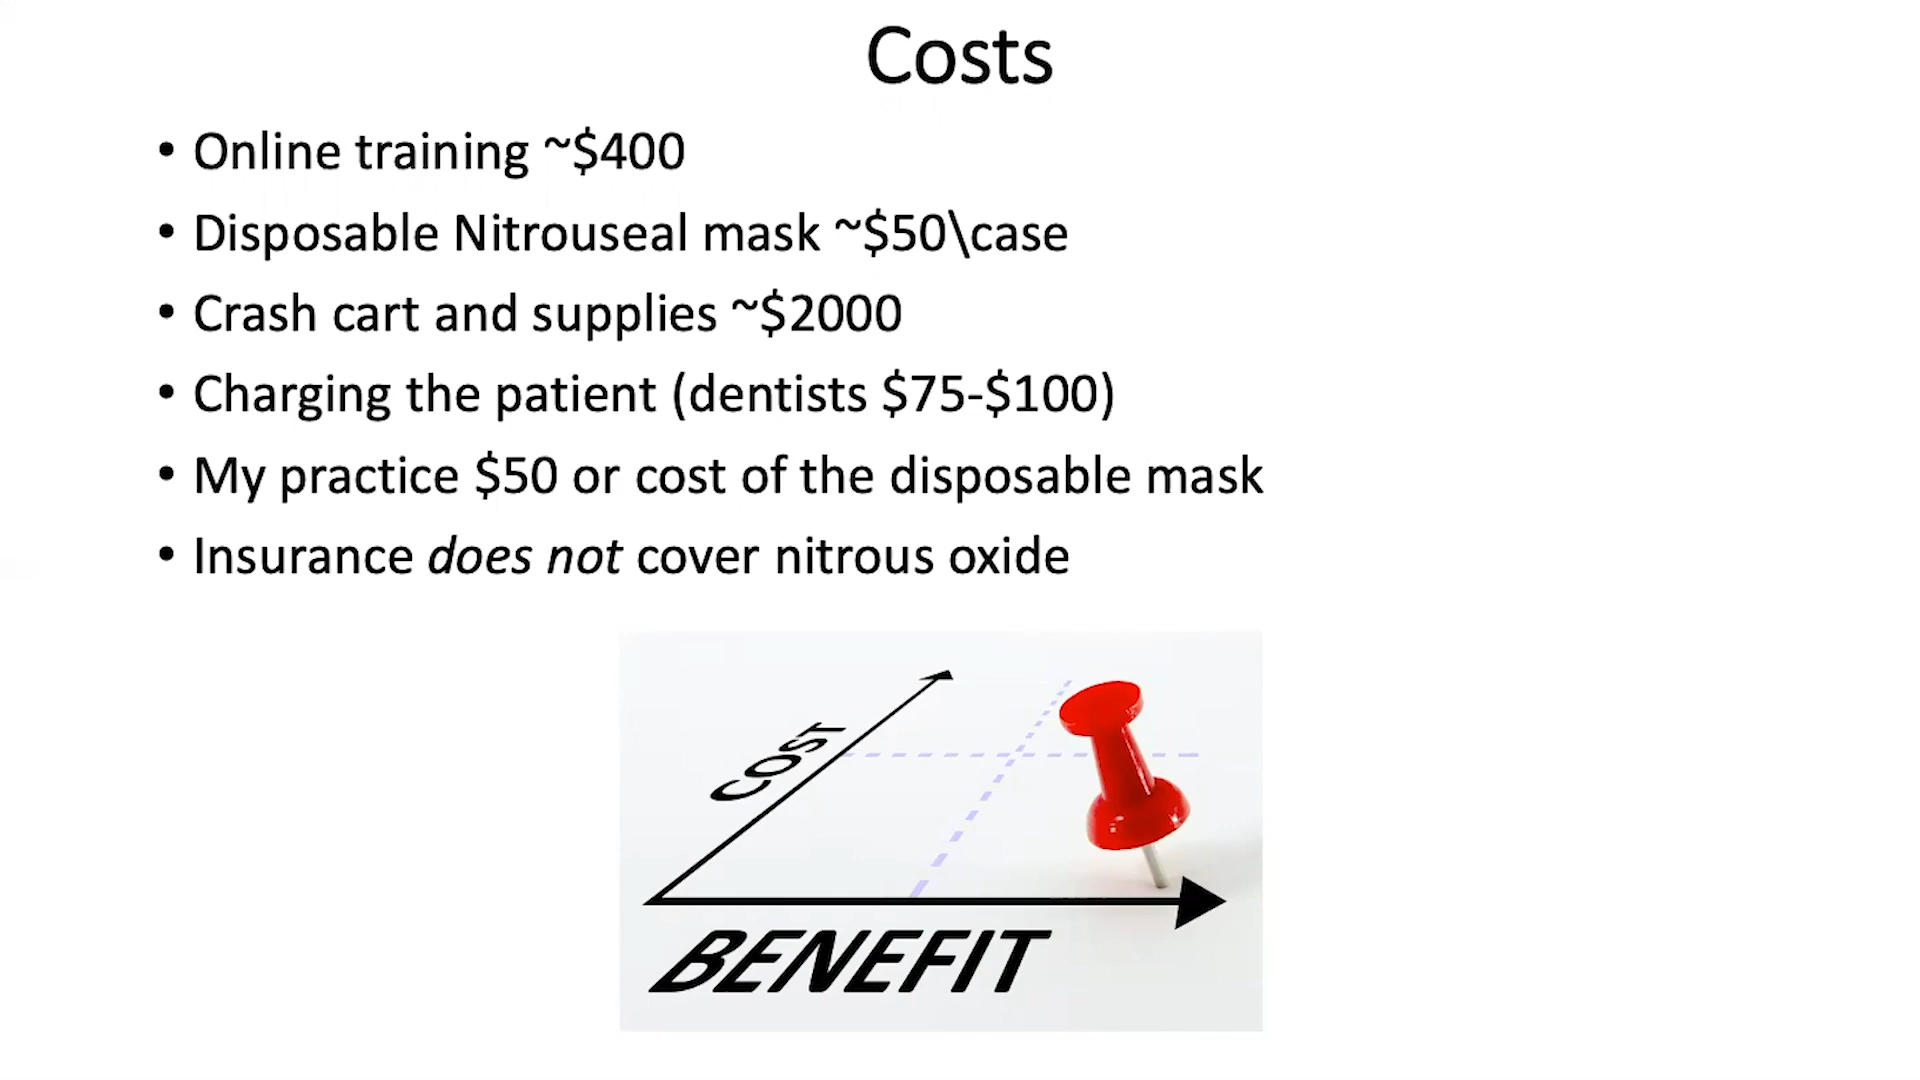 Costs
• Online training ~$400
• Disposable Nitrouseal mask ~$50\case
• Crash cart and supplies ~$2000
• Charging the patient (dentists $75-$100)
• My practice $50 or cost of the disposable mask
• Insurance does not cover nitrous oxide
COST
BENEFIT